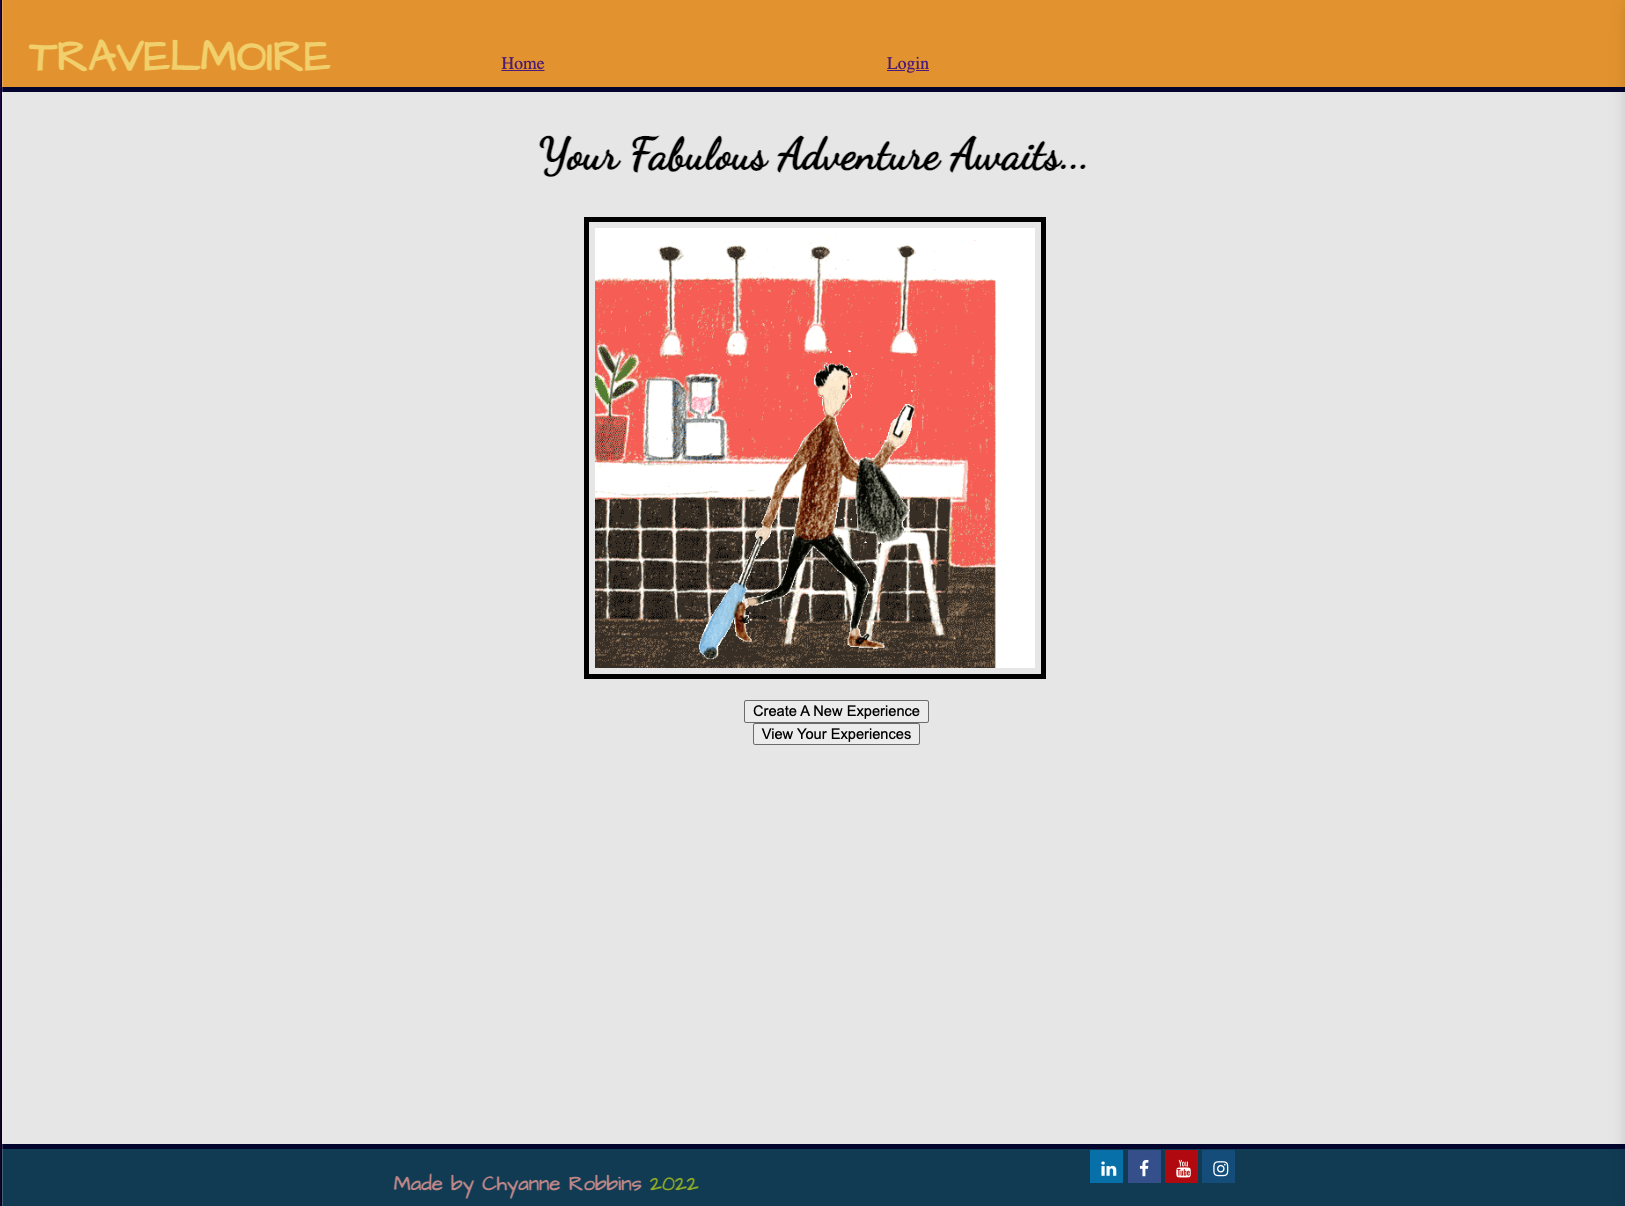 TRAVELMOIRE
Home
Login
Your Fabulous Adventure Awaits...
Create A New Experience
View Your Experiences
Made by Chyanne Robbins 2022
in
f
You
Tube